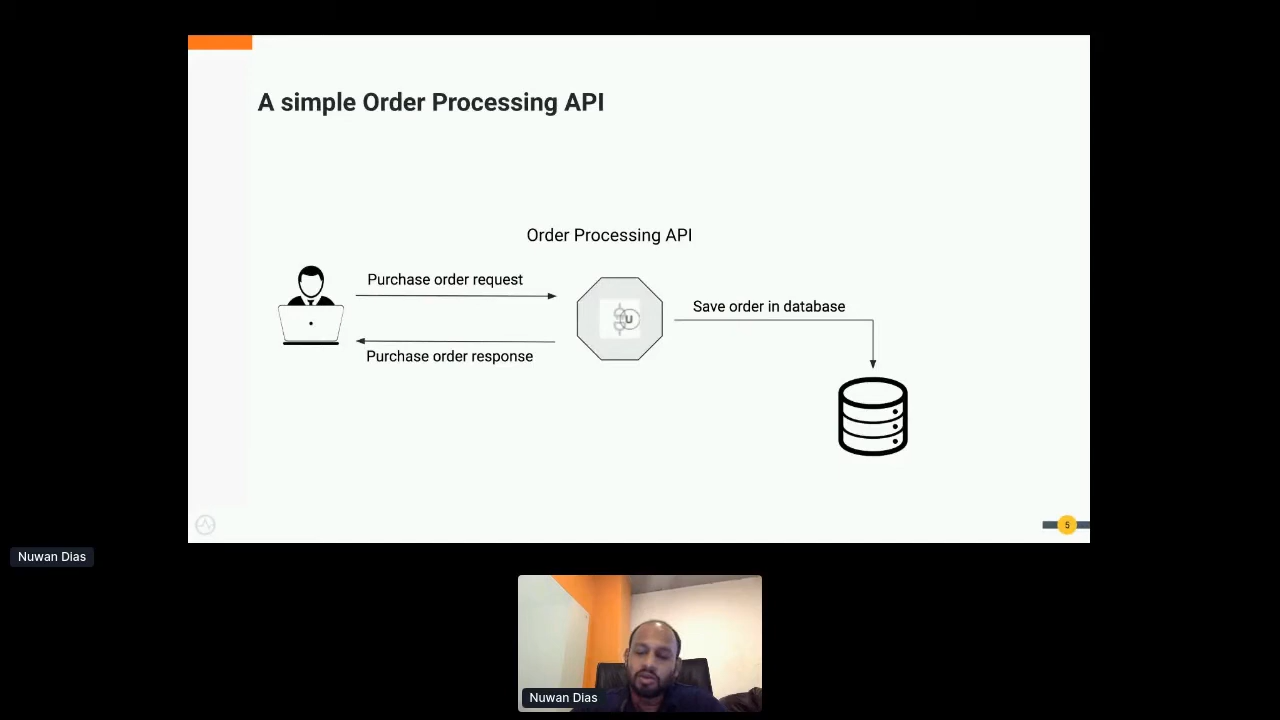 A simple Order Processing API
Order Processing API
Purchase order request
Save order in database
U
Purchase order response
5
Nuwan Dias
Nuwan Dias